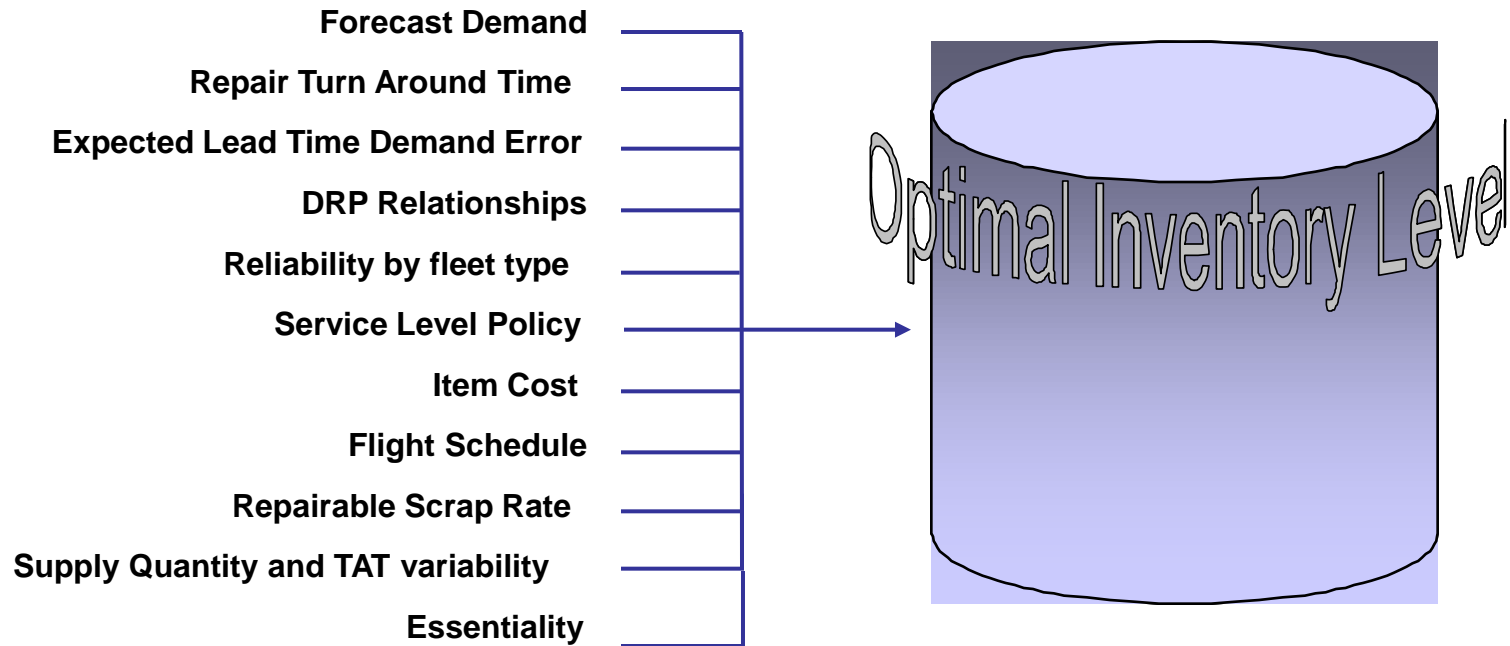 Forecast Demand
Repair Turn Around Time
Expected Lead Time Demand Error
DRP Relationships
Reliability by fleet type
Service Level Policy
Item Cost
Flight Schedule
Repairable Scrap Rate
Supply Quantity and TAT variability
Essentiality
Optimal Inventory Level